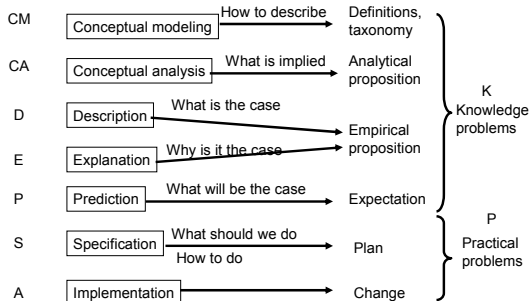 CM Conceptual modeling How to describe Definitions,
taxonomy
CA Conceptual analysis What is implied Analytical
proposition
D Description What is the case
Empirical
proposition
E Explanation Why is it the case
P Prediction What will be the case Expectation
K
Knowledge
problems
S Specification What should we do Plan
How to do
A Implementation Change
P
Practical
problems